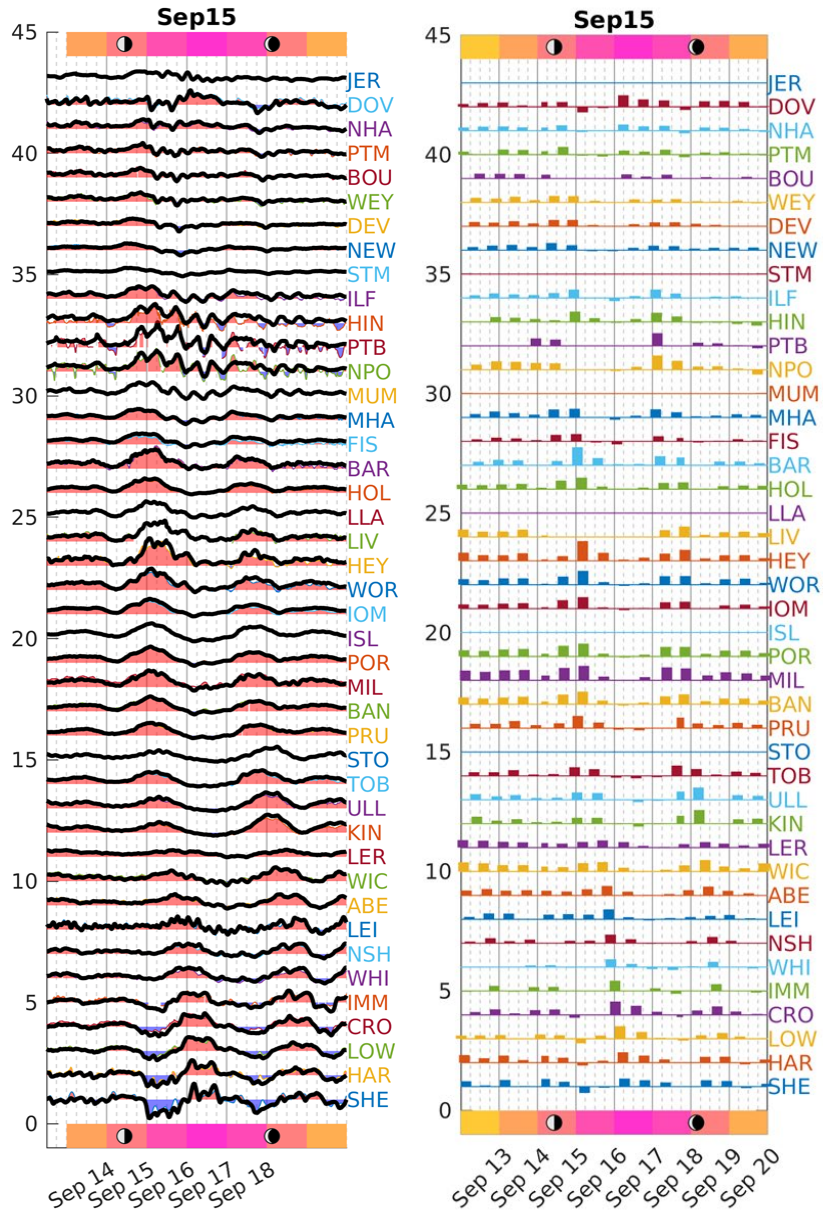 Sep15
45
40
35
30
25
20
15
10
5
0
JER
DOV
NHA
PTM
BOU
WEY
DEV
NEW
STM
ILF
HIN
PTB
NPO
MUM
MHA
FIS
BAR
HOL
LLA
LIV
HEY
WOR
IOM
ISL
POR
MIL
BAN
PRU
STO
TOB
ULL
KIN
LER
WIC
ABE
LEI
NSH
WHI
IMM
CRO
LOW
HAR
SHE
Sep 14
Sep 15
Sep 16
Sep 17
Sep 18
Sep15
45
40
35
30
25
20
15
10
5
0
JER
DOV
NHA
PTM
BOU
WEY
DEV
NEW
STM
ILF
HIN
PTB
NPO
MUM
MHA
FIS
BAR
HOL
LLA
LIV
HEY
WOR
IOM
ISL
POR
MIL
BAN
PRU
STO
TOB
ULL
KIN
LER
WIC
ABE
LEI
NSH
WHI
IMM
CRO
LOW
HAR
SHE
Sep 13
Sep 14
Sep 15
Sep 16
Sep 17
Sep 18
Sep 19
Sep 20